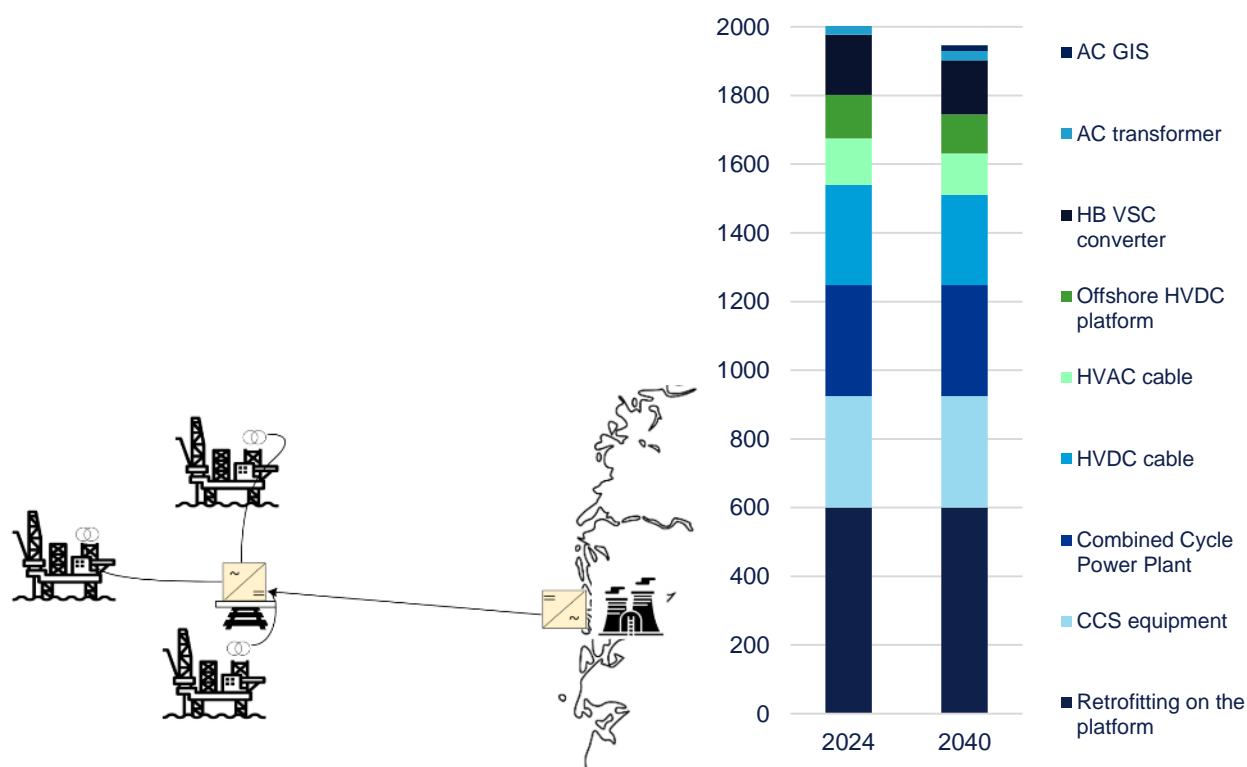 2000
1800
1600
1400
1200
1000
800
600
400
200
0
2024 2040
AC GIS
AC transformer
HB VSC
converter
Offshore HVDC
platform
HVAC cable
HVDC cable
Combined Cycle
Power Plant
CCS equipment
Retrofitting on the
platform
~
=
=
~